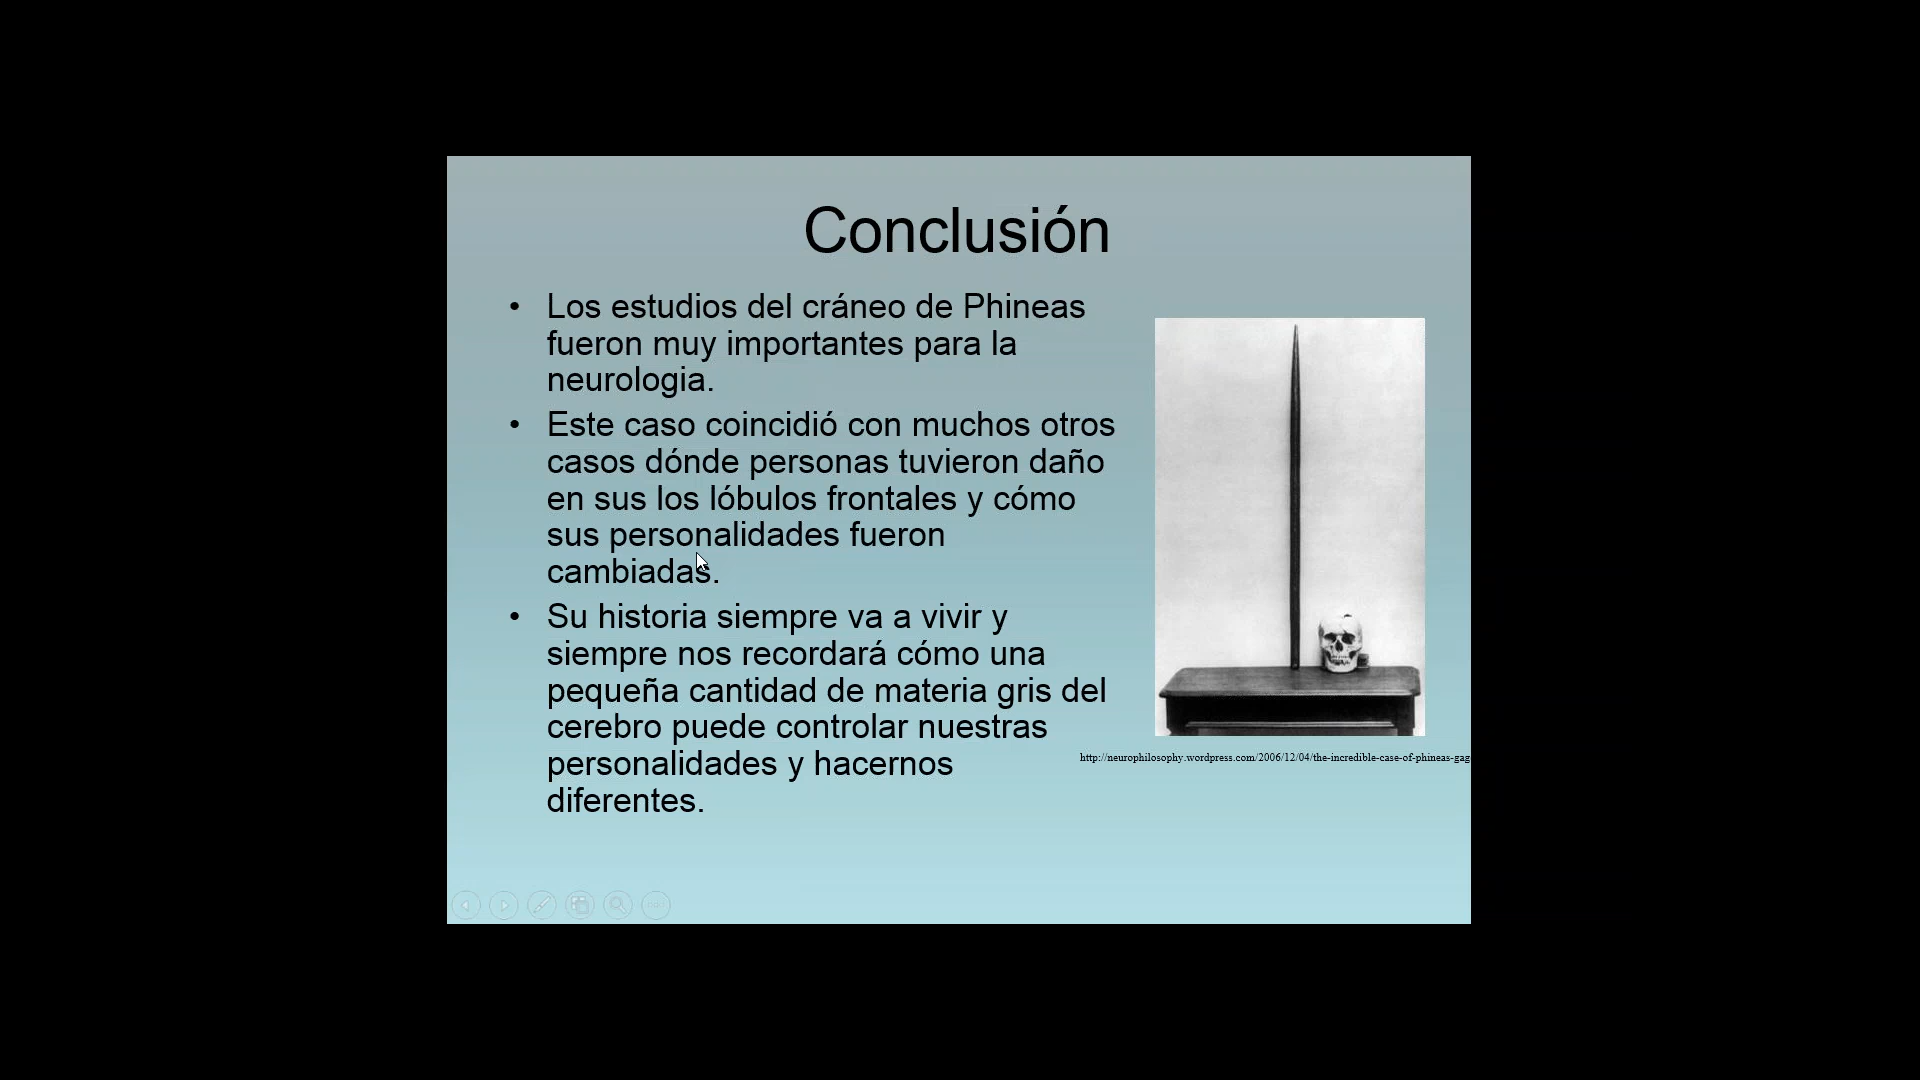 Conclusión
• Los estudios del cráneo de Phineas
fueron muy importantes para la
neurologia.
• Este caso coincidió con muchos otros
casos dónde personas tuvieron daño
en sus los lóbulos frontales y cómo
sus personalidades fueron
cambiadas.
• Su historia siempre va a vivir y
siempre nos recordará cómo una
pequeña cantidad de materia gris del
cerebro puede controlar nuestras
personalidades y hacernos
diferentes.
http://neurophilosophy.wordpress.com/2006/12/04/the-incredible-case-of-phineas-gag